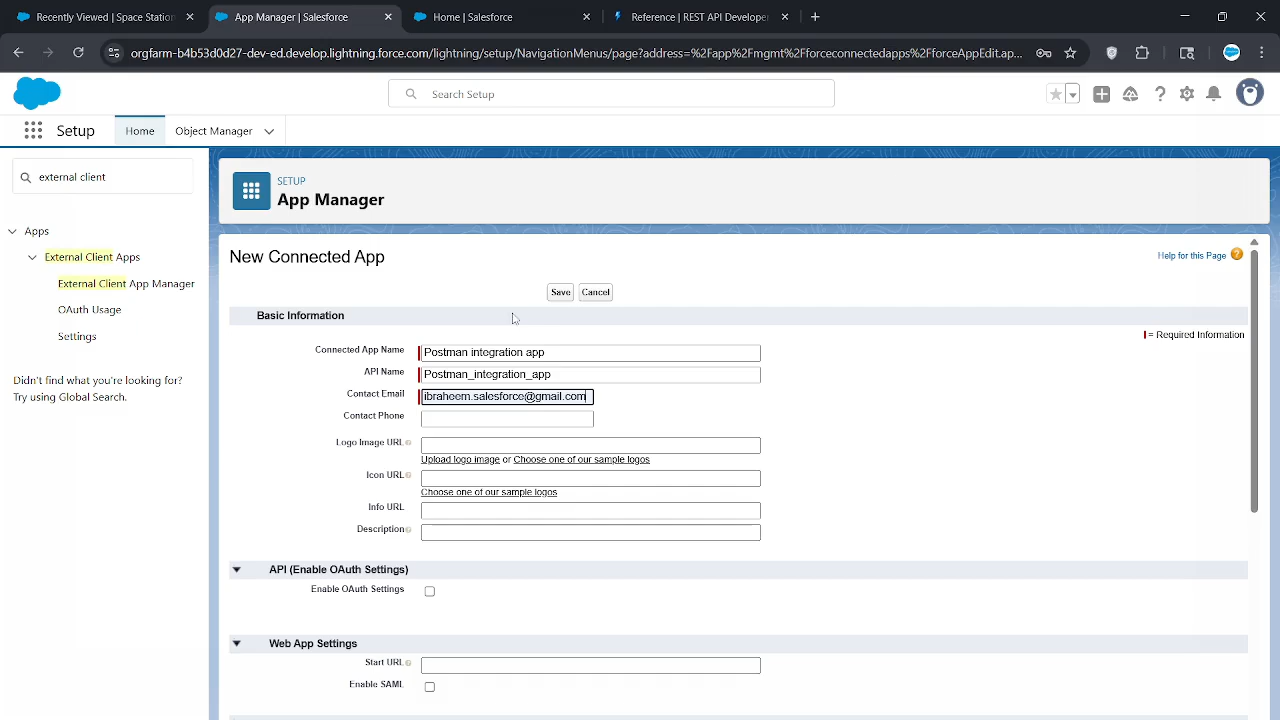 Recently Viewed | Space Station
App Manager | Salesforce
Home | Salesforce
Reference | REST API Developer
orgfarm-b4b53d0d27-dev-ed.develop.lightning.force.com/lightning/setup/NavigationMenus/page?address=%2Fapp%2Fmgmt%2Fforceconnectedapps%2FforceAppEdit.ap...
Search Setup
Setup
Home
Object Manager
external client
Apps
External Client Apps
External Client App Manager
OAuth Usage
Settings
Didn't find what you're looking for?
Try using Global Search.
SETUP
App Manager
New Connected App
Help for this Page
Save
Cancel
Basic Information
= Required Information
Connected App Name
Postman integration app
API Name
Postman_integration_app
Contact Email
ibraheem.salesforce@gmail.com
Contact Phone
Logo Image URL
Upload logo image or Choose one of our sample logos
Icon URL
Choose one of our sample logos
Info URL
Description
API (Enable OAuth Settings)
Enable OAuth Settings
Web App Settings
Start URL
Enable SAML